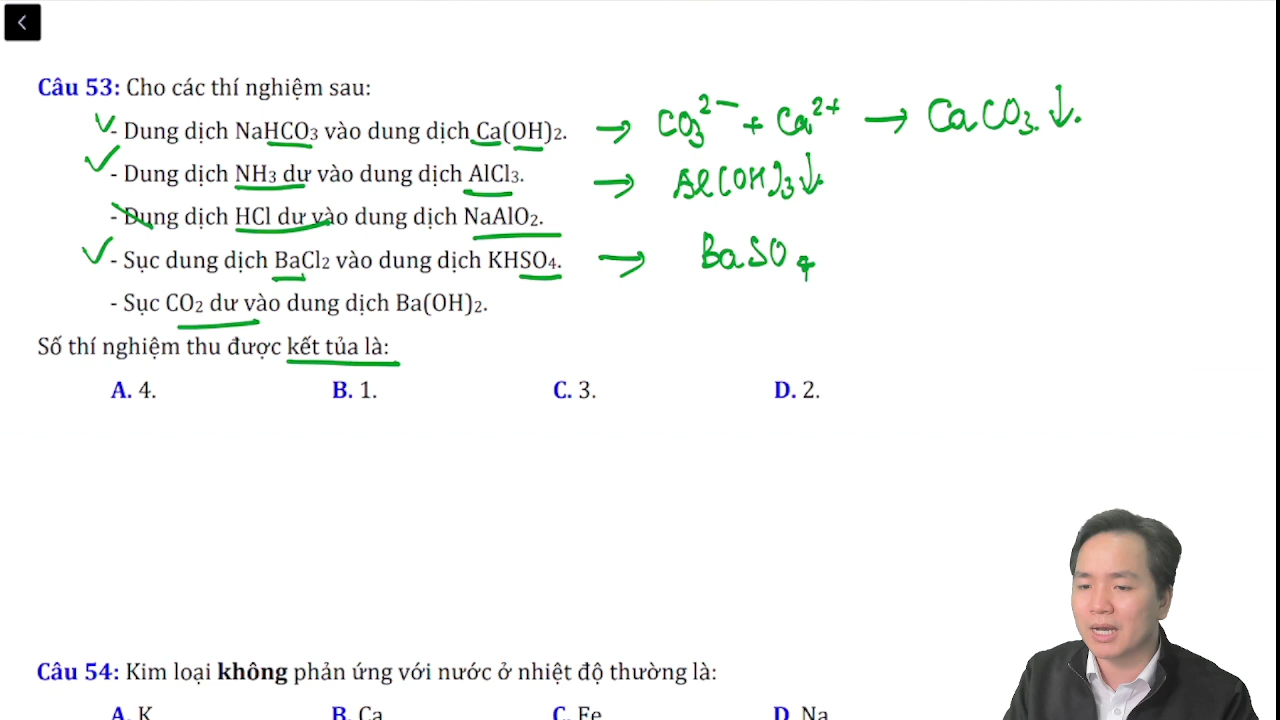 Câu 53: Cho các thí nghiệm sau:
- Dung dịch NaHCO₃ vào dung dịch Ca(OH)₂. → CO₃²⁻ + Ca²⁺ → CaCO₃↓.
- Dung dịch NH₃ dư vào dung dịch AlCl₃. → Al(OH)₃↓
- Dung dịch HCl dư vào dung dịch NaAlO₂.
- Sục dung dịch BaCl₂ vào dung dịch KHSO₄. → BaSO₄
- Sục CO₂ dư vào dung dịch Ba(OH)₂.
Số thí nghiệm thu được kết tủa là:
A. 4. B. 1. C. 3. D. 2.
Câu 54: Kim loại không phản ứng với nước ở nhiệt độ thường là:
A. K B. Ca C. Fe D. Na